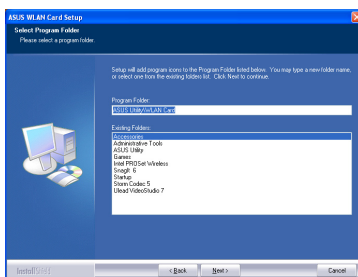 ASUS WLAN Card Setup
Select Program Folder
Please select a program folder.
Setup will add program icons to the Program Folder listed below. You may type a new folder name, or select one from the existing folders list. Click Next to continue.
Program Folder:
ASUS Utility\WLAN Card
Existing Folders:
Accessories
Administrative Tools
ASUS Utility
Games
Intel PROSet Wireless
SnagIt 6
Startup
Storm Codec 5
Ulead VideoStudio 7
InstallShield
< Back
Next >
Cancel